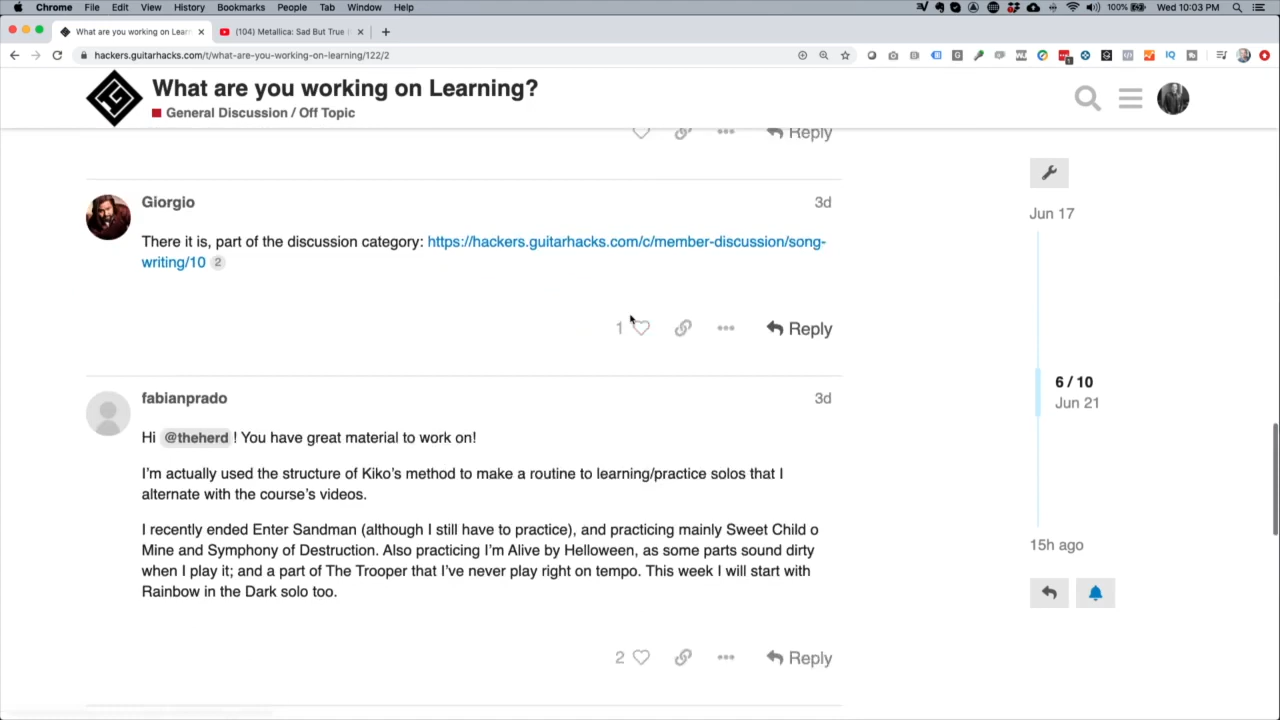 Chrome File Edit View History Bookmarks People Tab Window Help 100% Wed 10:03 PM
What are you working on Learn (104) Metallica: Sad But True
hackers.guitarhacks.com/t/what-are-you-working-on-learning/122/2
What are you working on Learning?
General Discussion / Off Topic
Reply
Giorgio 3d
There it is, part of the discussion category: https://hackers.guitarhacks.com/c/member-discussion/song-
writing/10 2
1 Reply
fabianprado 3d
Hi @theherd ! You have great material to work on!
I'm actually used the structure of Kiko's method to make a routine to learning/practice solos that I
alternate with the course's videos.
I recently ended Enter Sandman (although I still have to practice), and practicing mainly Sweet Child o
Mine and Symphony of Destruction. Also practicing I'm Alive by Helloween, as some parts sound dirty
when I play it; and a part of The Trooper that I've never play right on tempo. This week I will start with
Rainbow in the Dark solo too.
2 Reply
Jun 17
6 / 10
Jun 21
15h ago